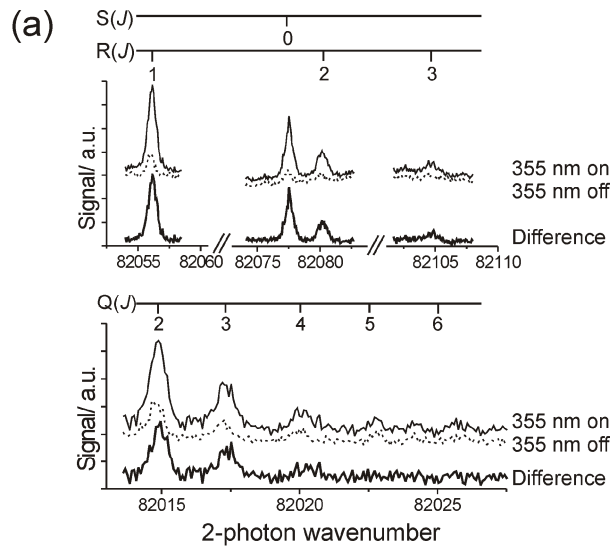 (a)
S(J)
0
R(J)
1 2 3
Signal/ a.u.
355 nm on
355 nm off
Difference
82055 82060 82075 82080 82105 82110
Q(J)
2 3 4 5 6
Signal/ a.u.
355 nm on
355 nm off
Difference
82015 82020 82025
2-photon wavenumber